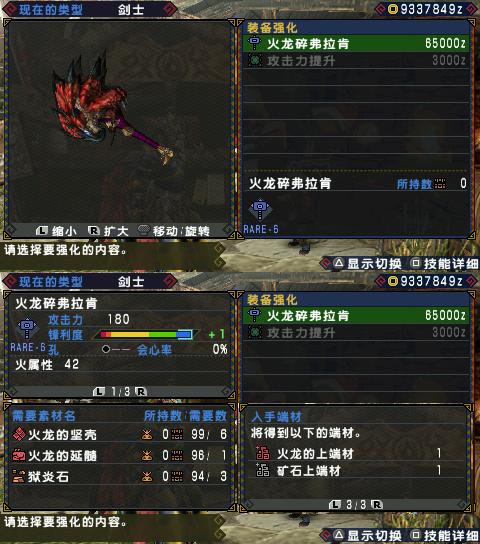 现在的类型 剑士
9337849z
装备强化
火龙碎弗拉肯 65000z
攻击力提升 3000z
火龙碎弗拉肯 所持数 0
RARE-6
L 缩小 R 扩大 移动/旋转
请选择要强化的内容。
△显示切换 □技能详细
现在的类型 剑士
9337849z
火龙碎弗拉肯
攻击力 180
锋利度 +1
RARE-6 孔 ●ーー 会心率 0%
火属性 42
L 1/3 R
装备强化
火龙碎弗拉肯 65000z
攻击力提升 3000z
需要素材名 所持数/需要数
火龙的坚壳 0 99/ 6
火龙的延髓 0 96/ 1
狱炎石 0 94/ 3
入手端材
将得到以下的端材。
火龙的上端材 1
矿石上端材 1
L 3/3 R
请选择要强化的内容。
△显示切换 □技能详细